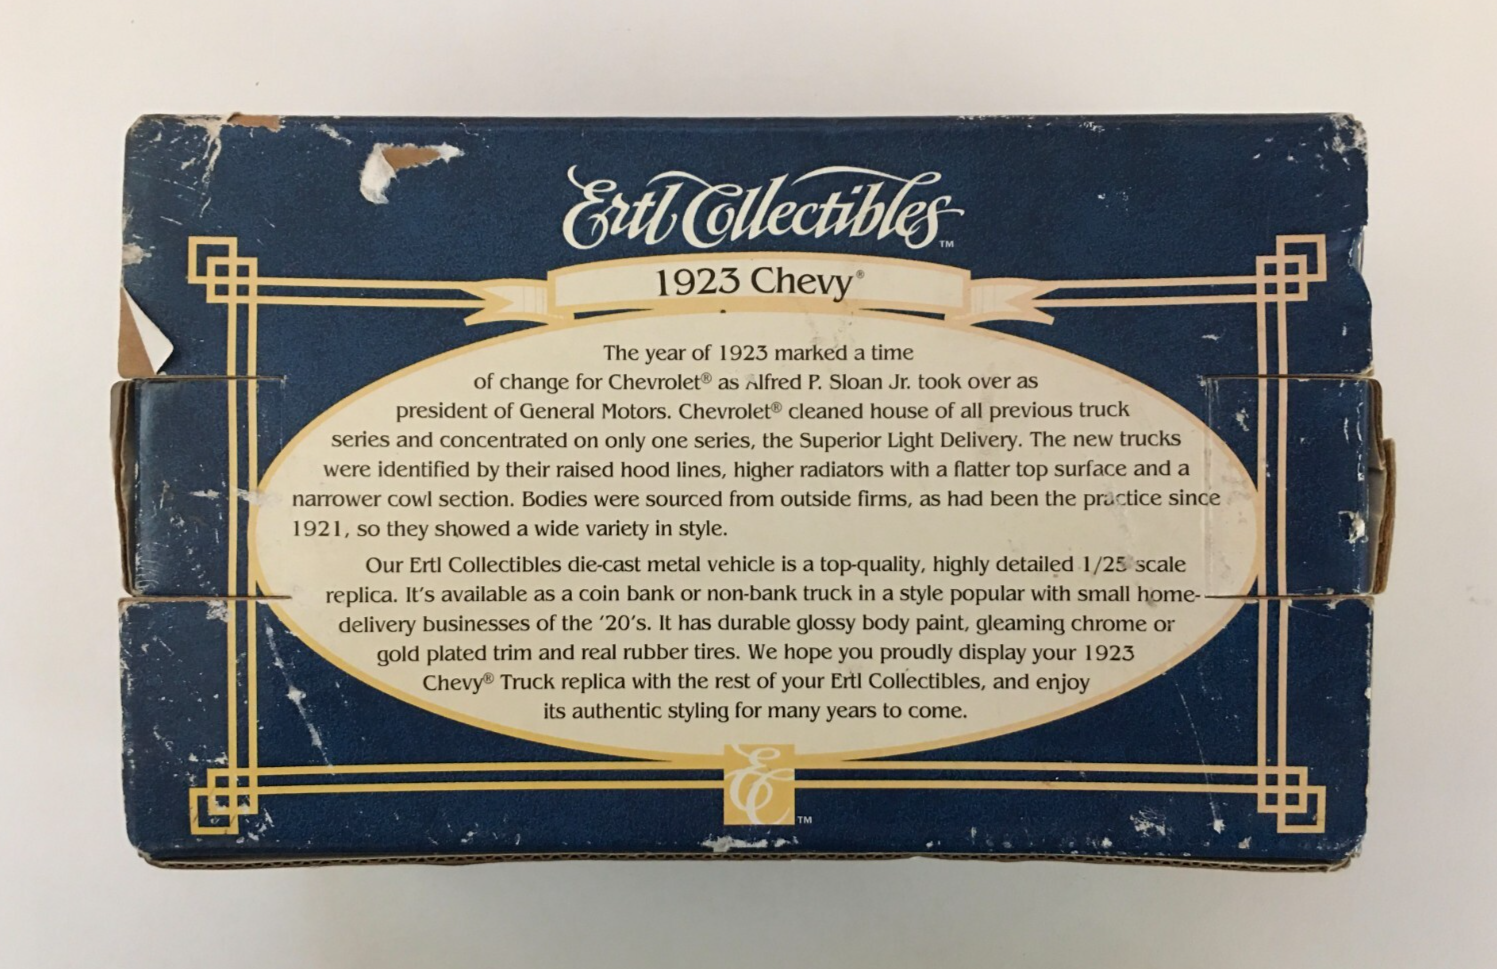 Ertl Collectibles™
1923 Chevy®
The year of 1923 marked a time
of change for Chevrolet® as Alfred P. Sloan Jr. took over as
president of General Motors. Chevrolet® cleaned house of all previous truck
series and concentrated on only one series, the Superior Light Delivery. The new trucks
were identified by their raised hood lines, higher radiators with a flatter top surface and a
narrower cowl section. Bodies were sourced from outside firms, as had been the practice since
1921, so they showed a wide variety in style.
Our Ertl Collectibles die-cast metal vehicle is a top-quality, highly detailed 1/25 scale
replica. It's available as a coin bank or non-bank truck in a style popular with small home-
delivery businesses of the '20's. It has durable glossy body paint, gleaming chrome or
gold plated trim and real rubber tires. We hope you proudly display your 1923
Chevy® Truck replica with the rest of your Ertl Collectibles, and enjoy
its authentic styling for many years to come.
E™